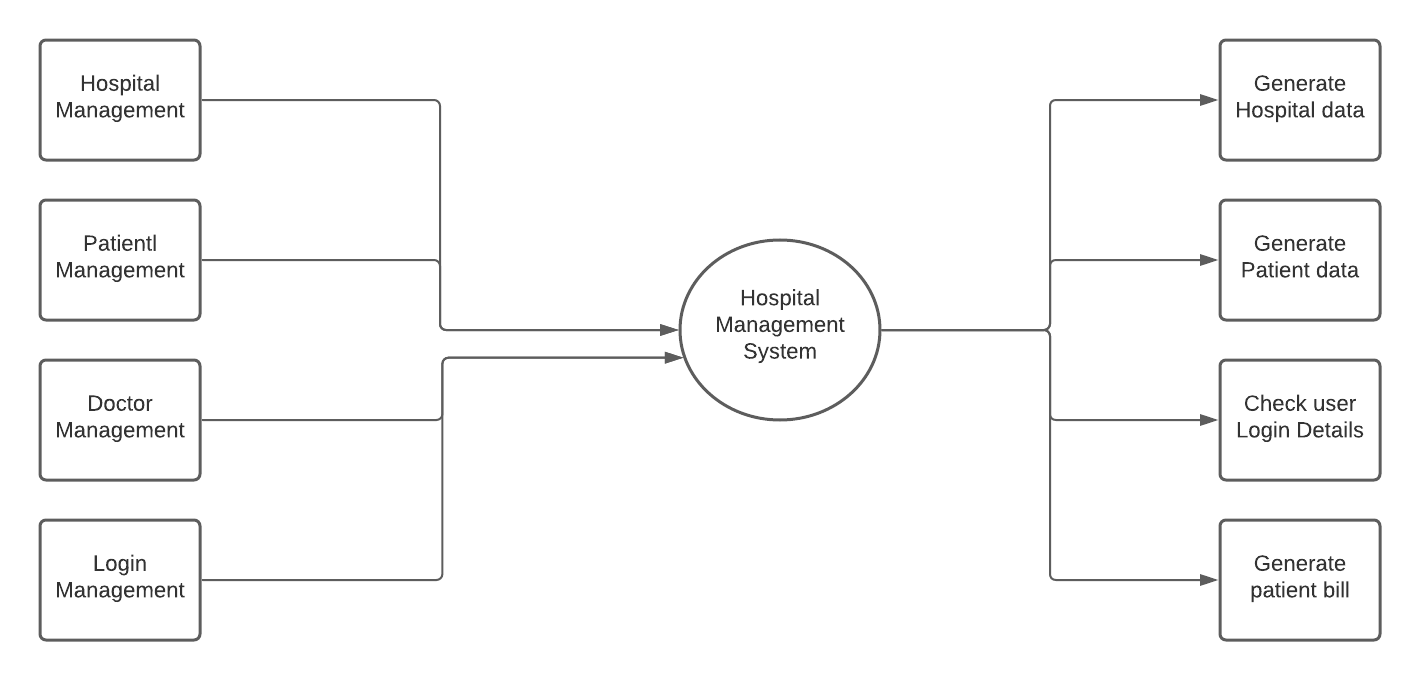 Hospital
Management
Patientl
Management
Doctor
Management
Login
Management
Hospital
Management
System
Generate
Hospital data
Generate
Patient data
Check user
Login Details
Generate
patient bill